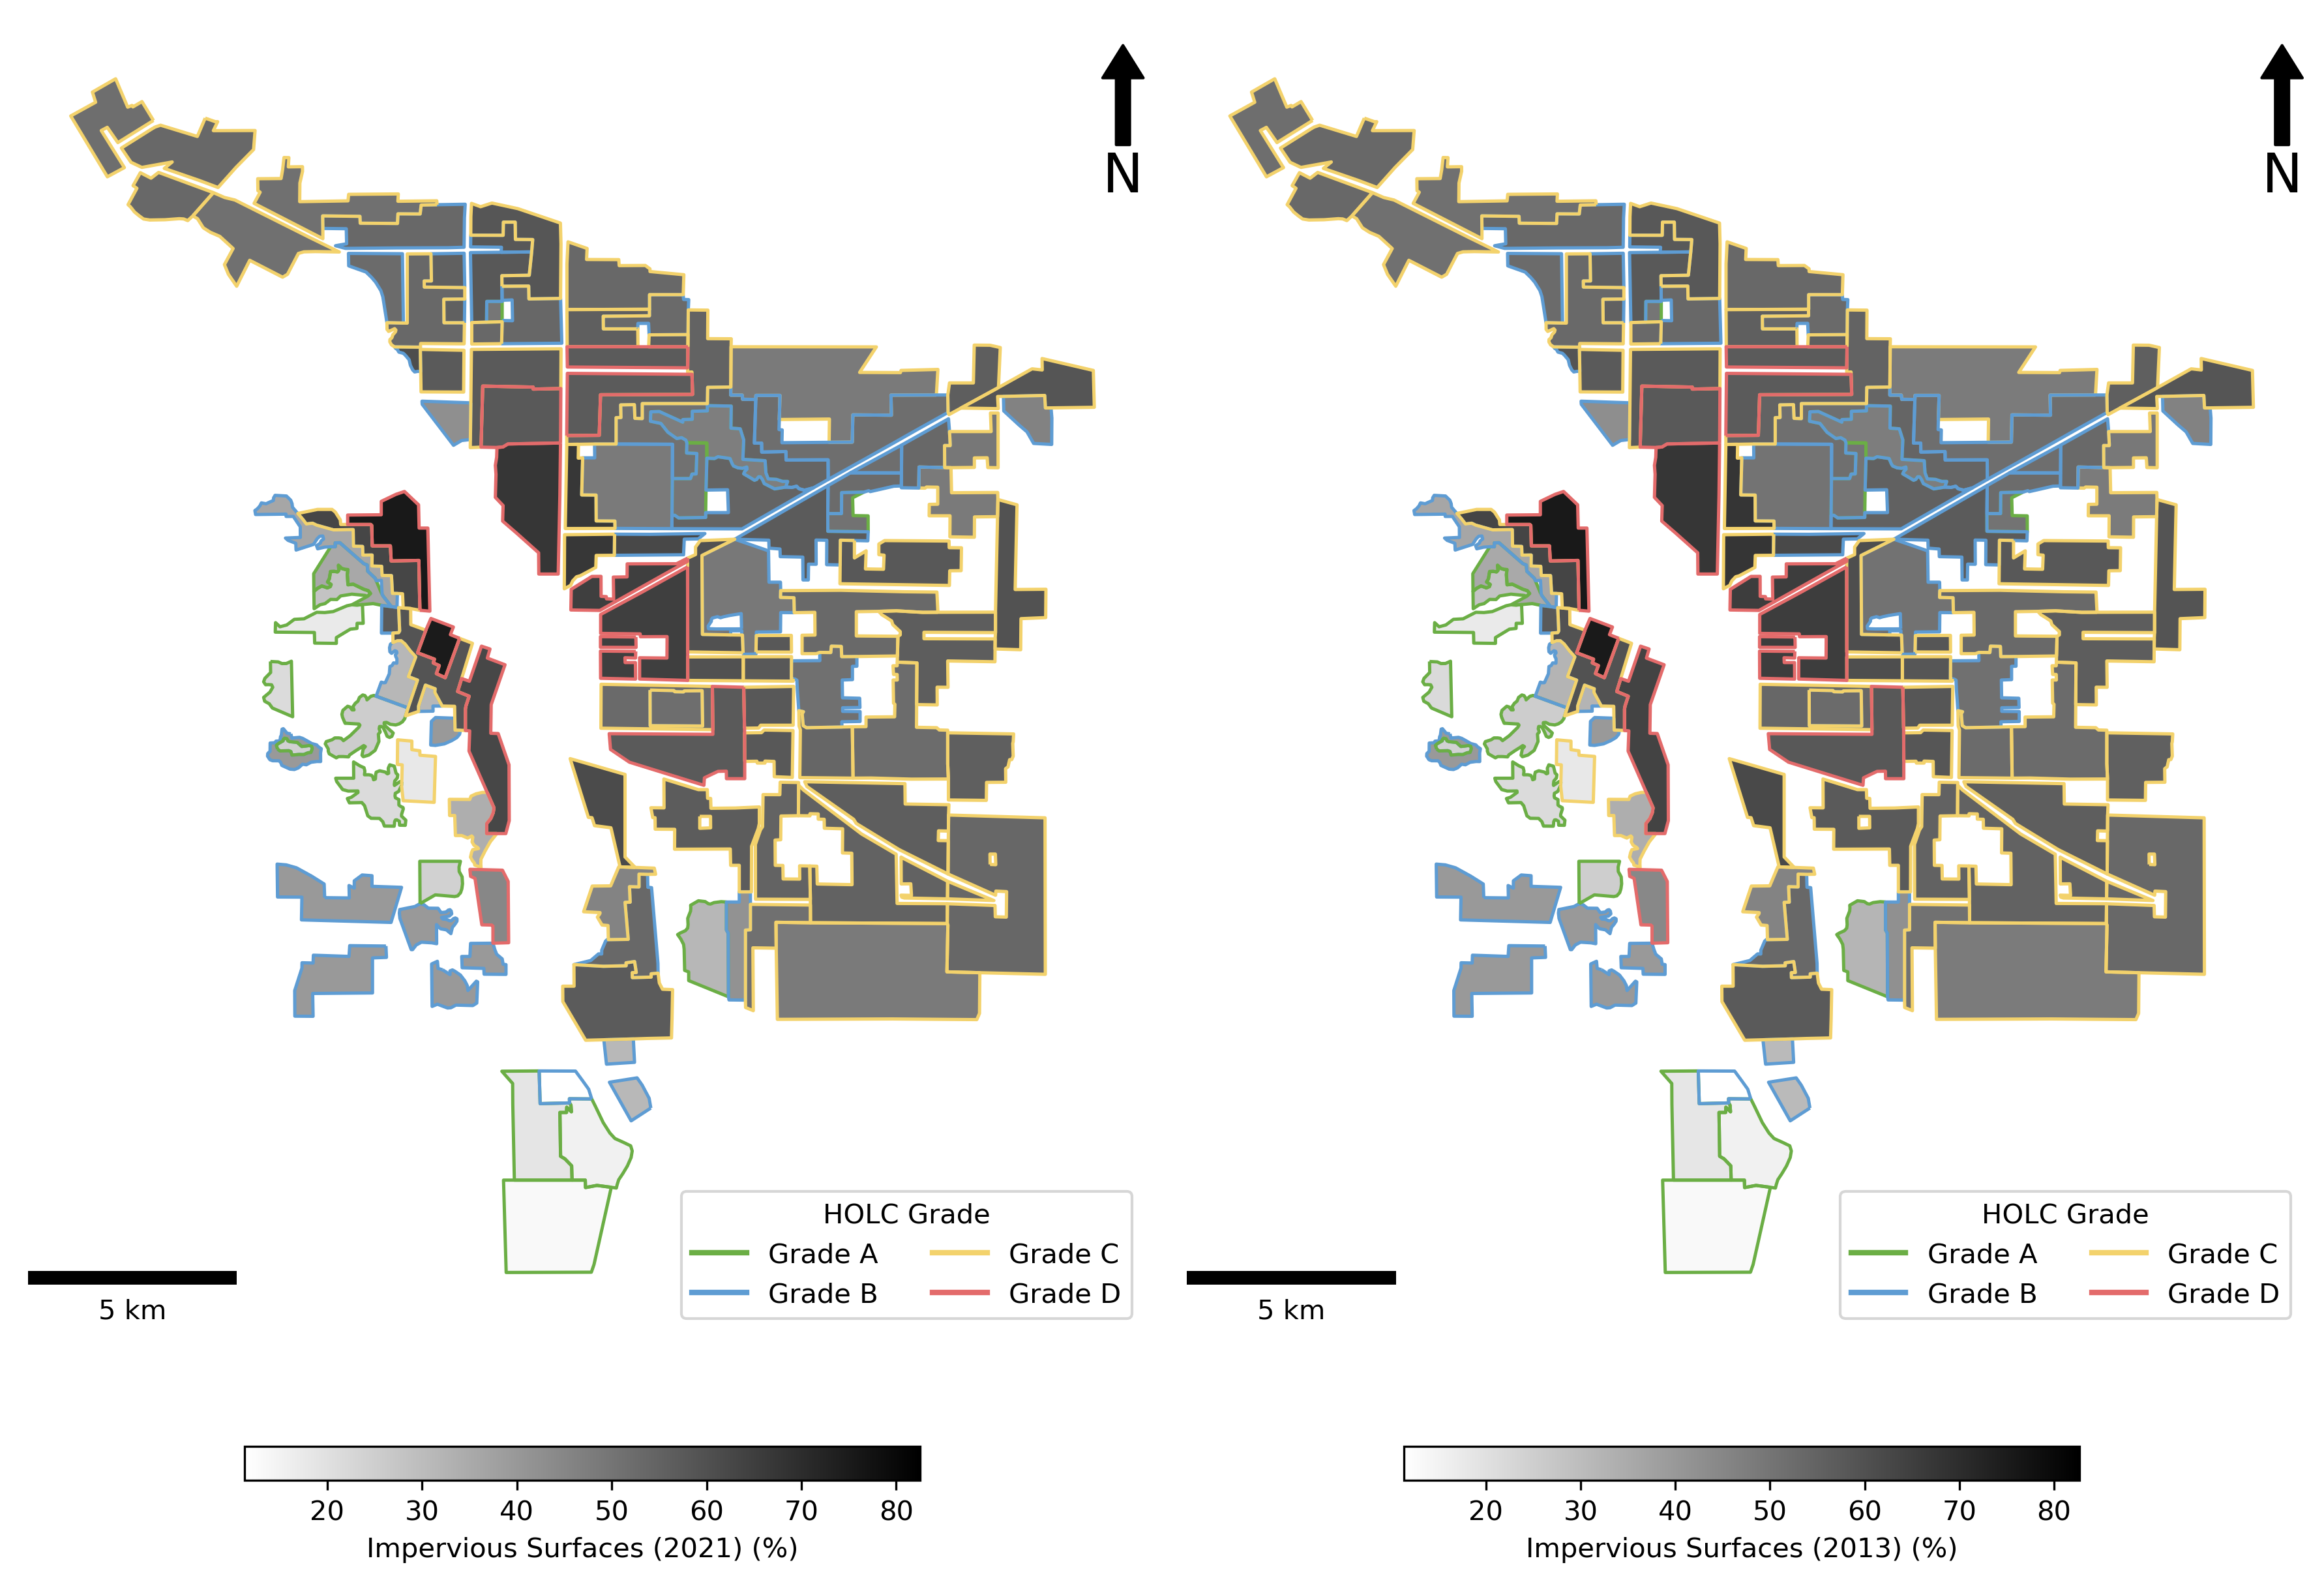 N
N
HOLC Grade
Grade A
Grade C
Grade B
Grade D
HOLC Grade
Grade A
Grade C
Grade B
Grade D
5 km
5 km
20 30 40 50 60 70 80
Impervious Surfaces (2021) (%)
20 30 40 50 60 70 80
Impervious Surfaces (2013) (%)